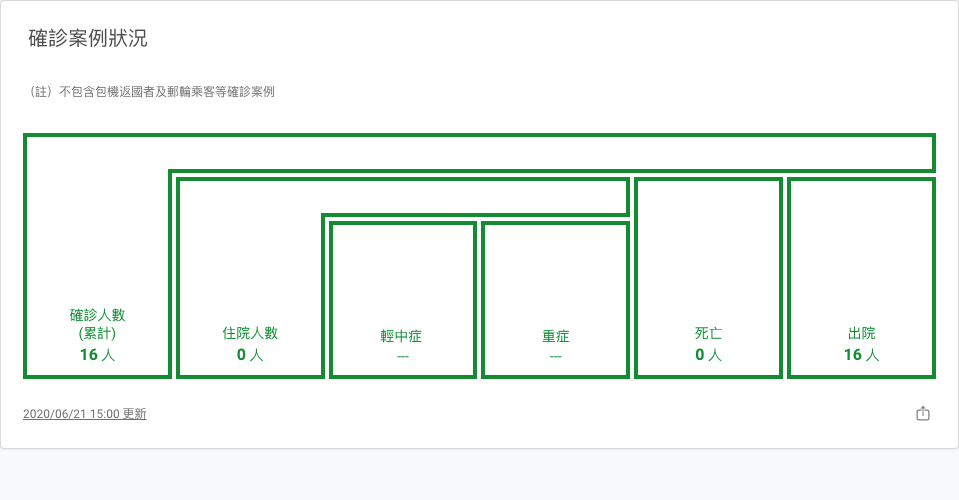 確診案例狀況
（註）不包含包機返國者及郵輪乘客等確診案例
確診人數
(累計)
16 人
住院人數
0 人
輕中症
---
重症
---
死亡
0 人
出院
16 人
2020/06/21 15:00 更新